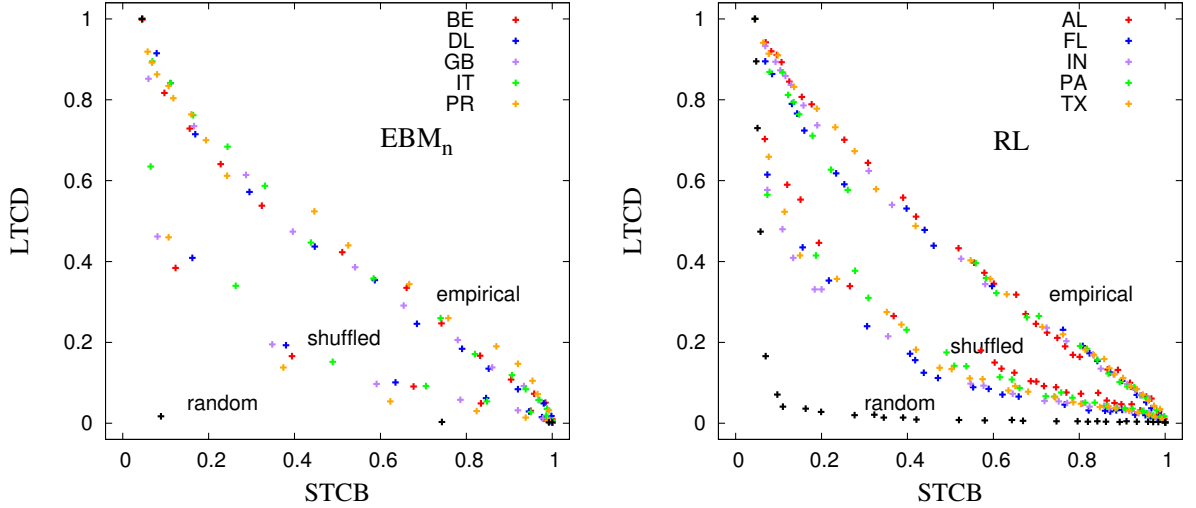 LTCD
1
0.8
0.6
0.4
0.2
0
0
0.2
0.4
0.6
0.8
1
STCB
BE
DL
GB
IT
PR
EBMn
empirical
shuffled
random
LTCD
1
0.8
0.6
0.4
0.2
0
0
0.2
0.4
0.6
0.8
1
STCB
AL
FL
IN
PA
TX
RL
empirical
shuffled
random